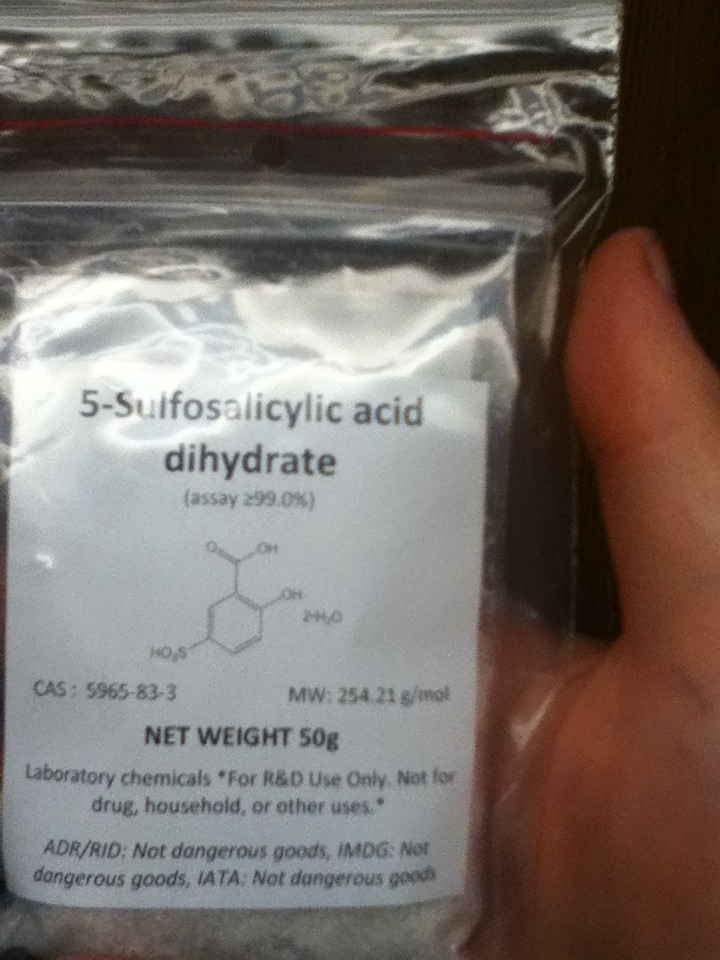 5-Sulfosalicylic acid
dihydrate
(assay ≥99.0%)
O OH
OH
2·H₂O
HO₃S
CAS : 5965-83-3 MW: 254.21 g/mol
NET WEIGHT 50g
Laboratory chemicals *For R&D Use Only. Not for
drug, household, or other uses.*
ADR/RID: Not dangerous goods, IMDG: Not
dangerous goods, IATA: Not dangerous goods